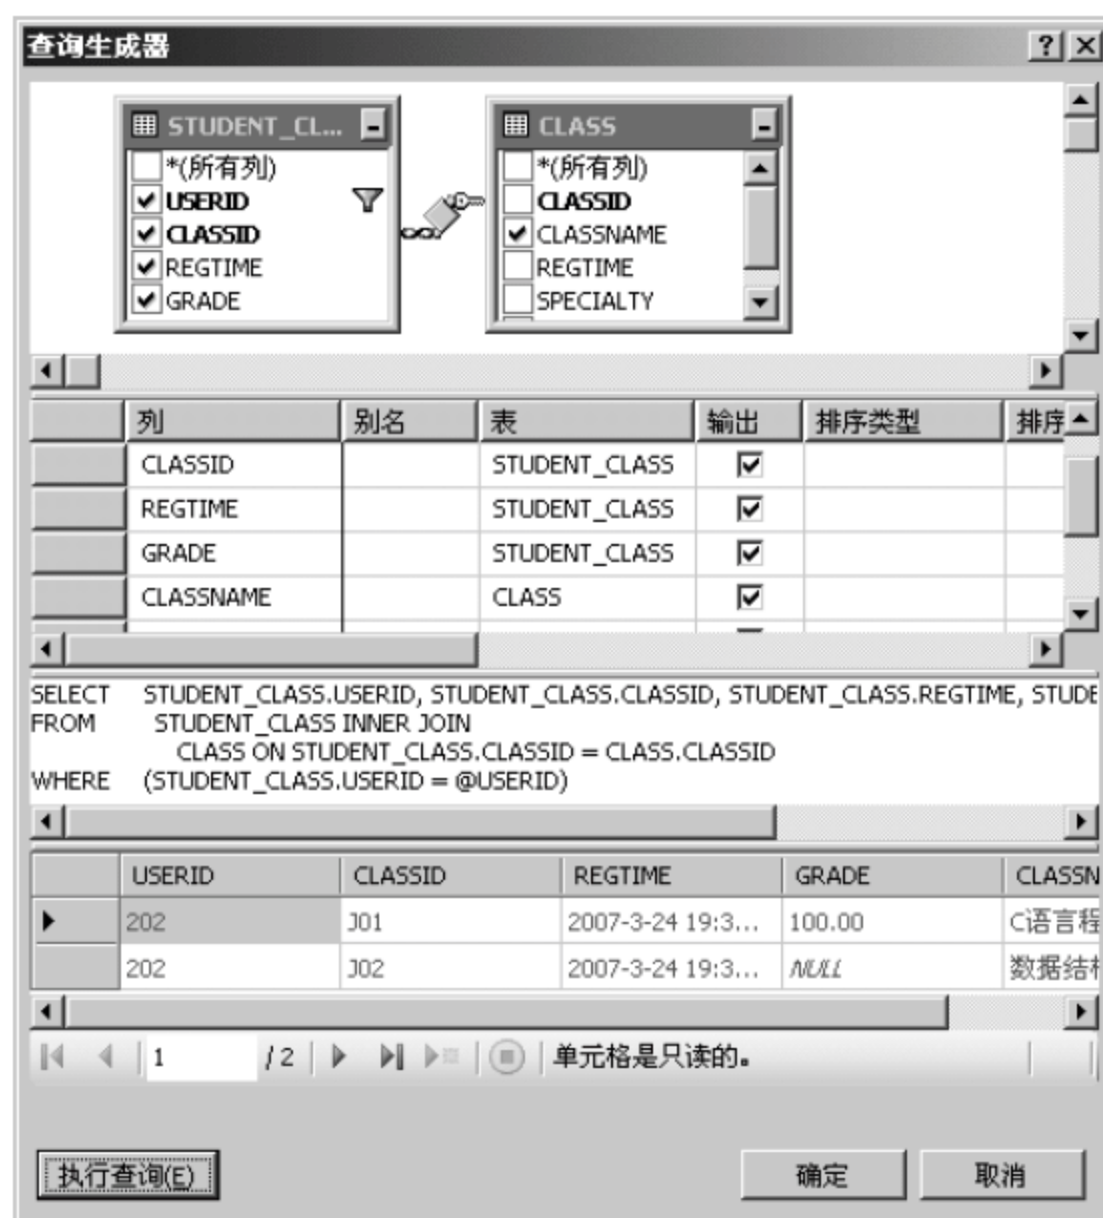 查询生成器
STUDENT_CL...
*(所有列)
USERID
CLASSID
REGTIME
GRADE
CLASS
*(所有列)
CLASSID
CLASSNAME
REGTIME
SPECIALTY
列 别名 表 输出 排序类型 排序
CLASSID STUDENT_CLASS
REGTIME STUDENT_CLASS
GRADE STUDENT_CLASS
CLASSNAME CLASS
SELECT STUDENT_CLASS.USERID, STUDENT_CLASS.CLASSID, STUDENT_CLASS.REGTIME, STUDE
FROM STUDENT_CLASS INNER JOIN
CLASS ON STUDENT_CLASS.CLASSID = CLASS.CLASSID
WHERE (STUDENT_CLASS.USERID = @USERID)
USERID CLASSID REGTIME GRADE CLASSN
202 J01 2007-3-24 19:3... 100.00 C语言程
202 J02 2007-3-24 19:3... NULL 数据结构
1 / 2 单元格是只读的。
执行查询(E) 确定 取消